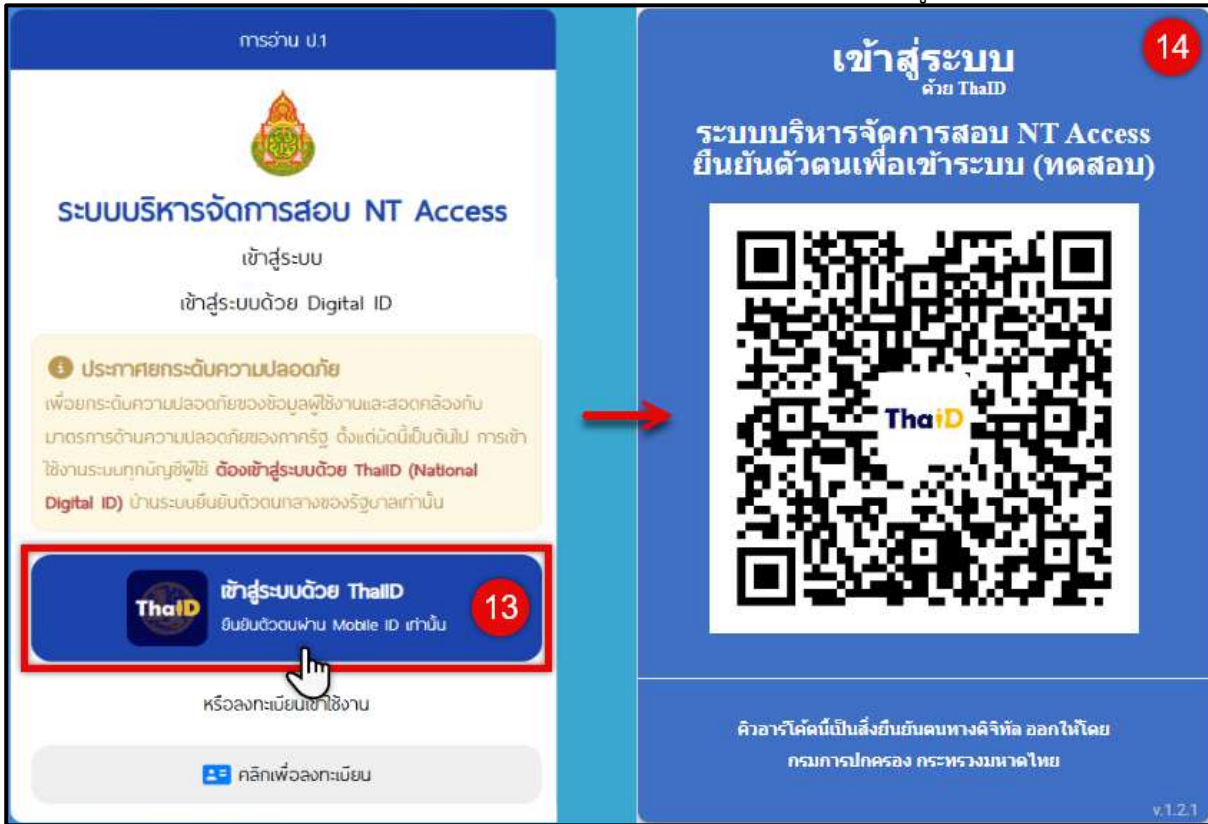 การอ่าน ป.1
ระบบบริหารจัดการสอบ NT Access
เข้าสู่ระบบ
เข้าสู่ระบบด้วย Digital ID
ประกาศยกระดับความปลอดภัย
เพื่อยกระดับความปลอดภัยของข้อมูลผู้ใช้งานและสอดคล้องกับ
มาตรการด้านความปลอดภัยของภาครัฐ ตั้งแต่บัดนี้เป็นต้นไป การเข้า
ใช้งานระบบทุกบัญชีผู้ใช้ ต้องเข้าสู่ระบบด้วย ThaiID (National
Digital ID) ผ่านระบบยืนยันตัวตนกลางของรัฐบาลเท่านั้น
ThaID
เข้าสู่ระบบด้วย ThaiID
ยืนยันตัวตนผ่าน Mobile ID เท่านั้น
13
หรือลงทะเบียนเข้าใช้งาน
คลิกเพื่อลงทะเบียน
14
เข้าสู่ระบบ
ด้วย ThaID
ระบบบริหารจัดการสอบ NT Access
ยืนยันตัวตนเพื่อเข้าระบบ (ทดสอบ)
ThaID
คิวอาร์โค้ดนี้เป็นสิ่งยืนยันตนทางดิจิทัล ออกให้โดย
กรมการปกครอง กระทรวงมหาดไทย
v.1.2.1